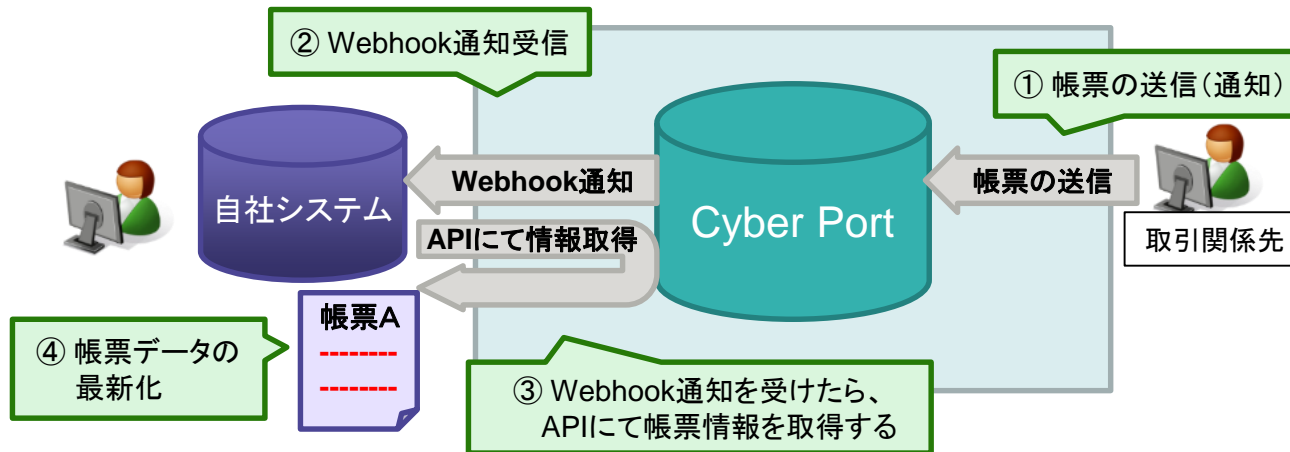 ② Webhook通知受信
① 帳票の送信(通知)
自社システム
Webhook通知
APIにて情報取得
Cyber Port
帳票の送信
取引関係先
帳票A
--------
--------
④ 帳票データの
最新化
③ Webhook通知を受けたら、
APIにて帳票情報を取得する